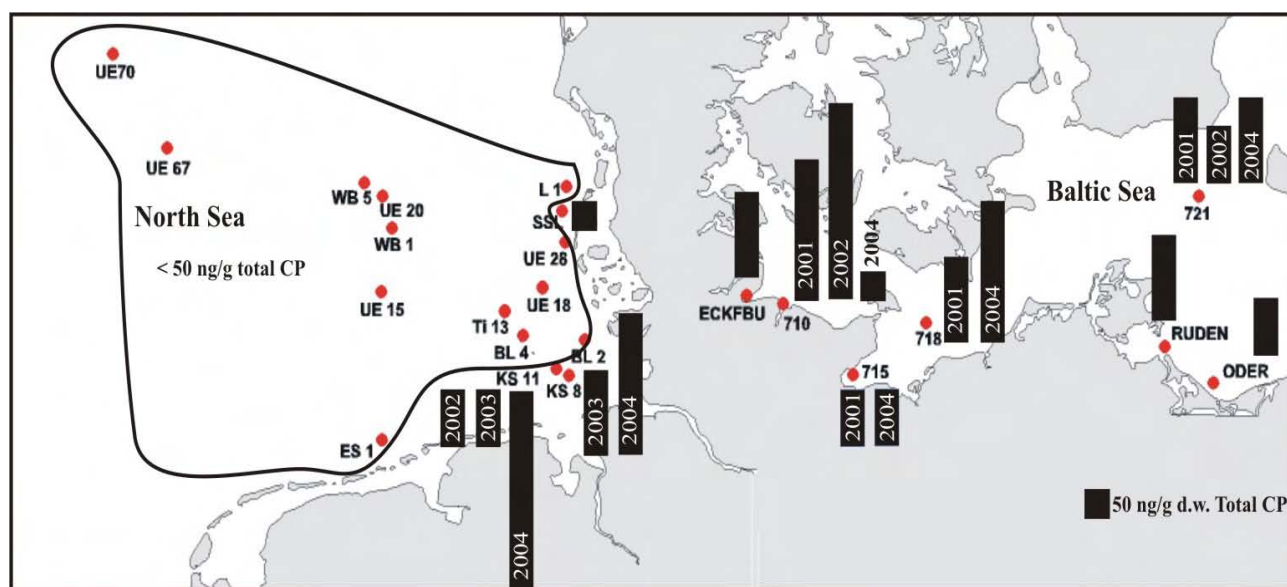 UE70
UE 67
North Sea
< 50 ng/g total CP
WB 5
UE 20
WB 1
UE 15
L 1
SSL
UE 28
UE 18
Ti 13
BL 4
BL 2
KS 11
KS 8
ES 1
2002
2003
2004
2003
2004
ECKFBU
710
2001
2002
2004
715
2001
2004
718
2001
2004
Baltic Sea
2001
2002
2004
721
RUDEN
ODER
50 ng/g d.w. Total CP